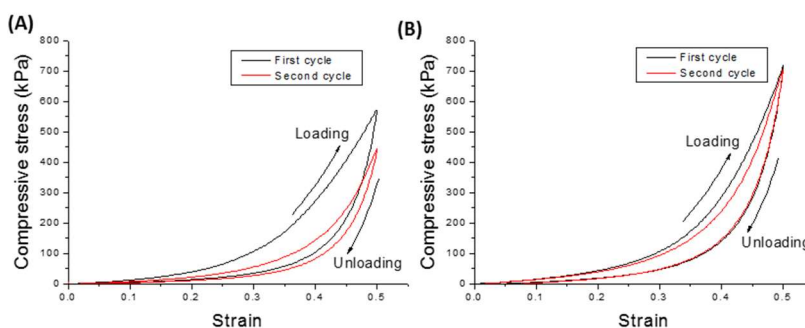 (A)
800
700
600
500
400
300
200
100
0
Compressive stress (kPa)
First cycle
Second cycle
Loading
Unloading
0.0 0.1 0.2 0.3 0.4 0.5
Strain
(B)
800
700
600
500
400
300
200
100
0
Compressive stress (kPa)
First cycle
Second cycle
Loading
Unloading
0.0 0.1 0.2 0.3 0.4 0.5
Strain